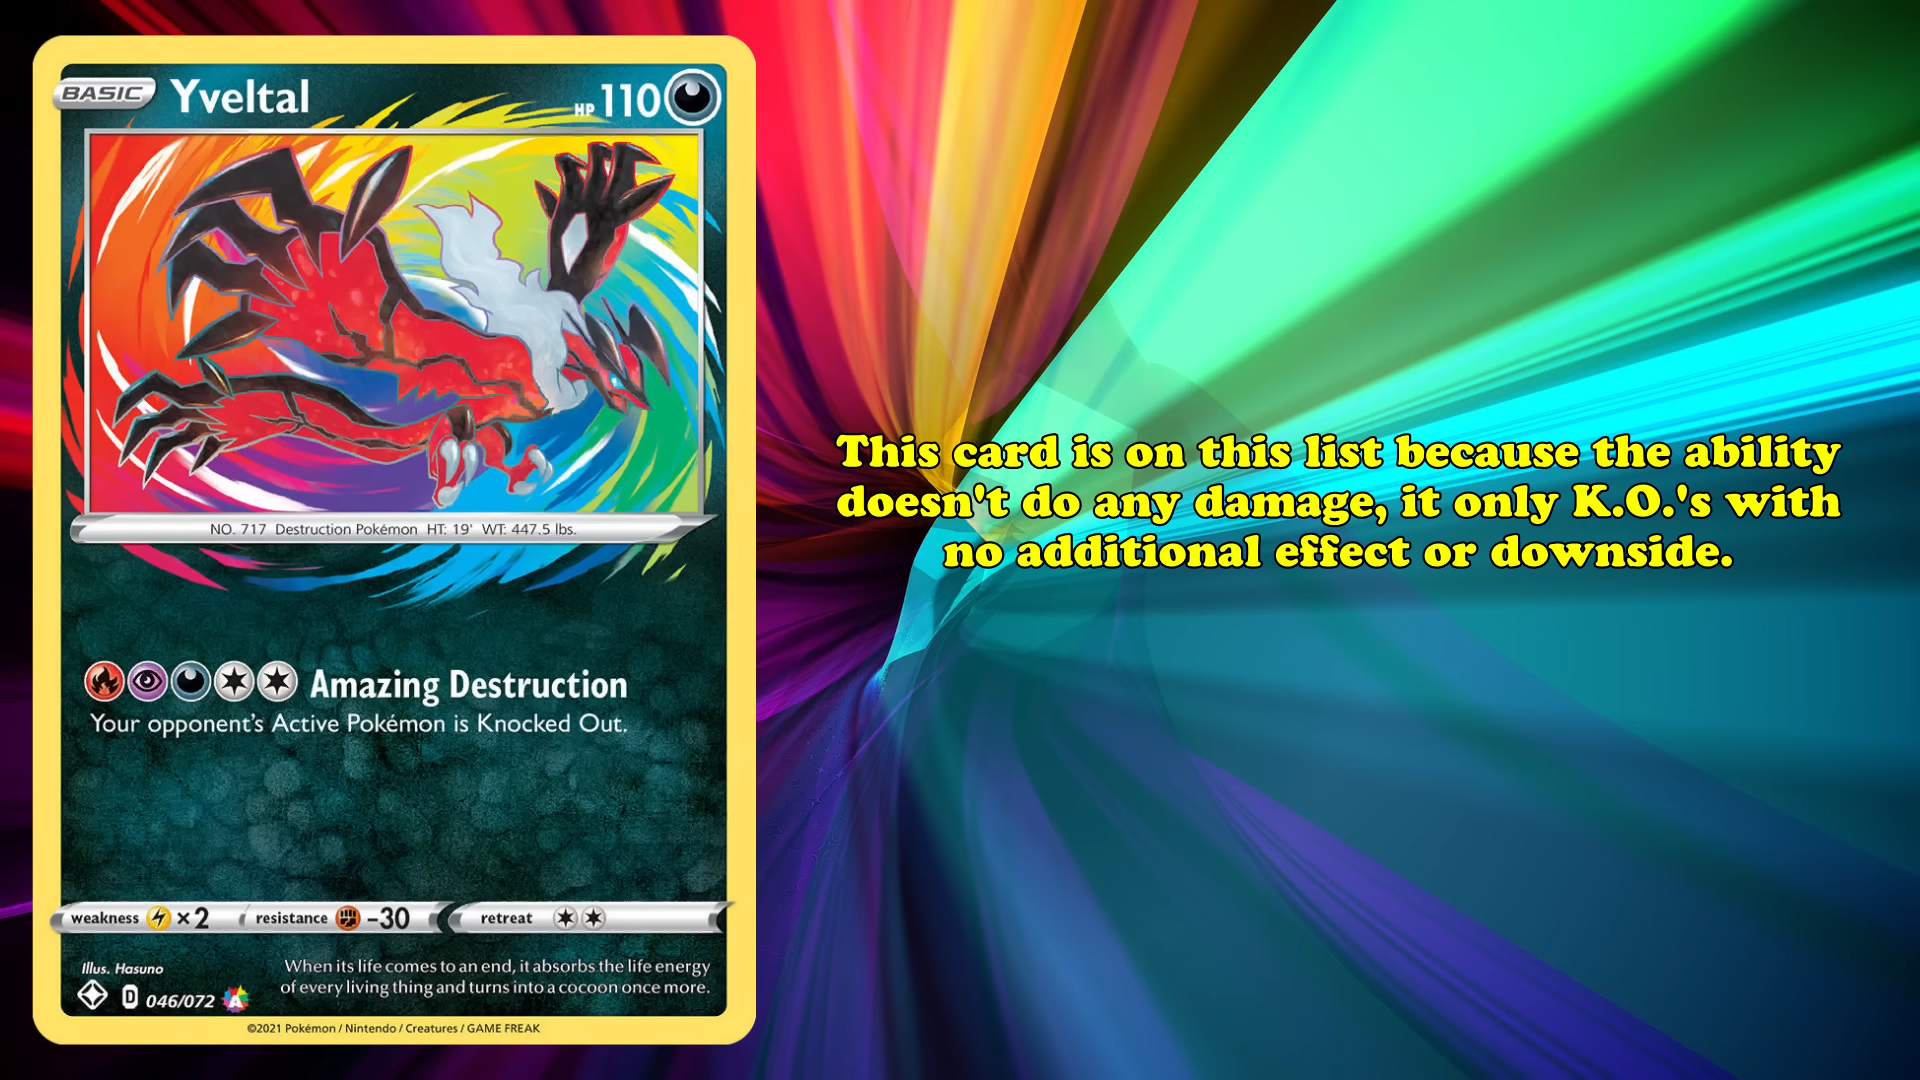 BASIC Yveltal HP 110
NO. 717 Destruction Pokémon HT: 19' WT: 447.5 lbs.
Amazing Destruction
Your opponent's Active Pokémon is Knocked Out.
weakness ×2 resistance -30 retreat
Illus. Hasuno
When its life comes to an end, it absorbs the life energy
of every living thing and turns into a cocoon once more.
D 046/072 A
©2021 Pokémon / Nintendo / Creatures / GAME FREAK
This card is on this list because the ability
doesn't do any damage, it only K.O.'s with
no additional effect or downside.